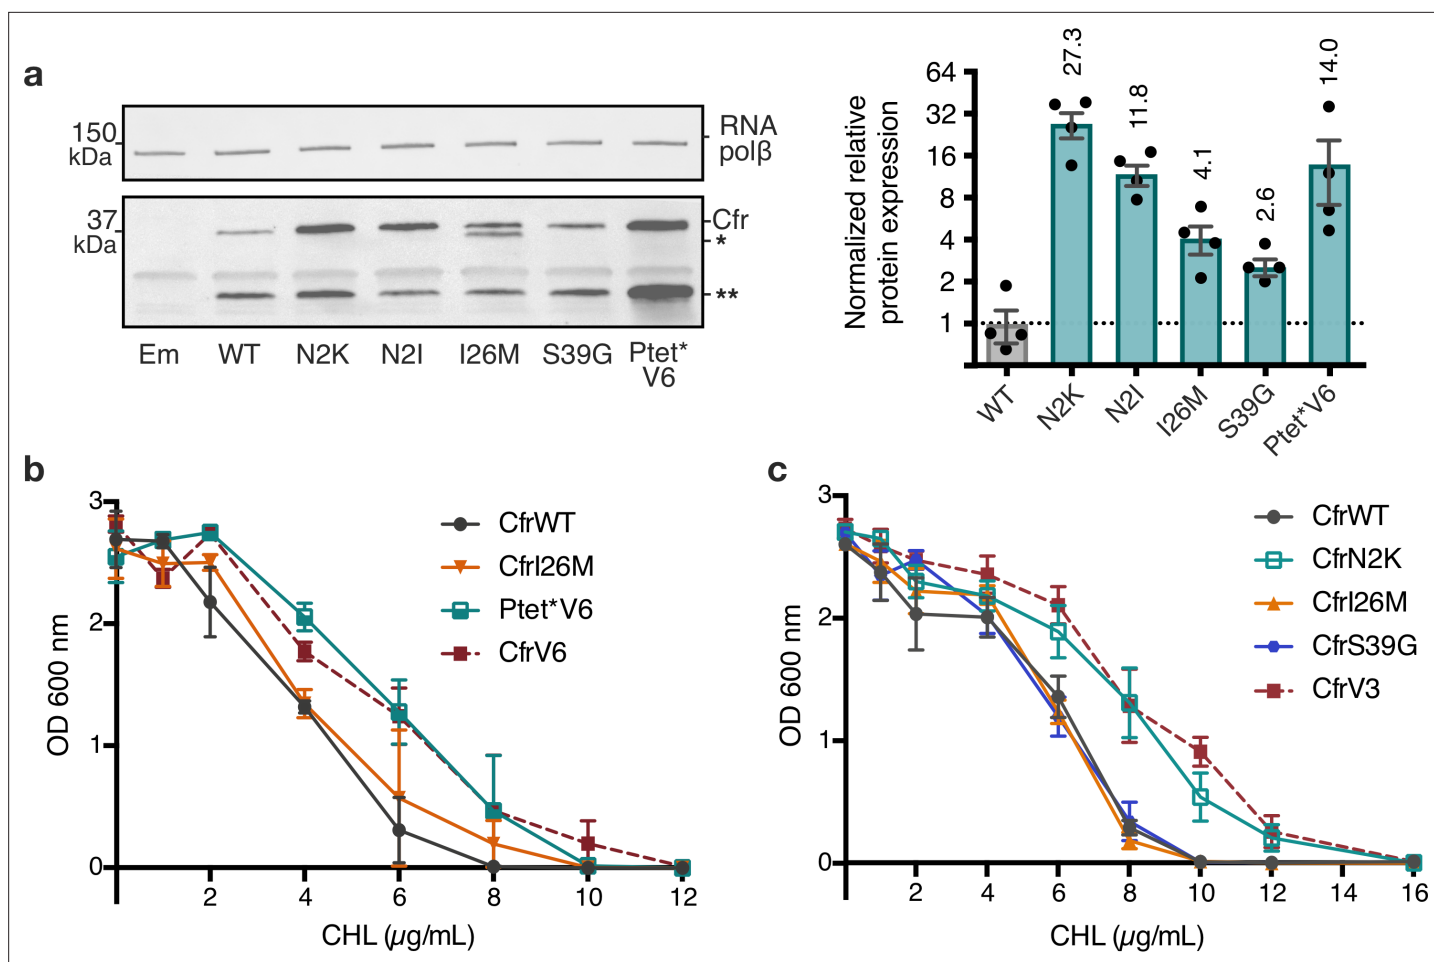 a
150
kDa
RNA
polβ
37
kDa
Cfr
*
**
Em WT N2K N2I I26M S39G Ptet*
V6
Normalized relative
protein expression
64
32
16
8
4
2
1
27.3
11.8
4.1
2.6
14.0
WT N2K N2I I26M S39G Ptet*V6
b
OD 600 nm
3
2
1
0
2 4 6 8 10 12
CHL (µg/mL)
CfrWT
CfrI26M
Ptet*V6
CfrV6
c
OD 600 nm
3
2
1
0
2 4 6 8 10 12 14 16
CHL (µg/mL)
CfrWT
CfrN2K
CfrI26M
CfrS39G
CfrV3